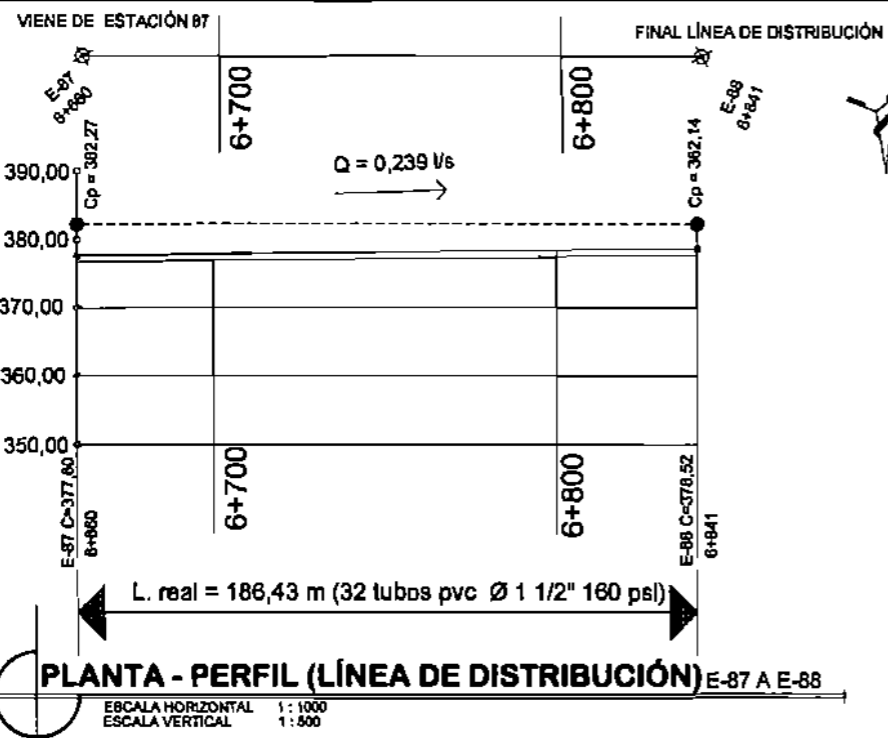 VIENE DE ESTACIÓN 87
FINAL LÍNEA DE DISTRIBUCIÓN
E-87
6+660
6+700
6+800
E-88
6+841
Cp = 382,27
Cp = 382,14
Q = 0,239 l/s
390,00
380,00
370,00
360,00
350,00
E-87 C=377,60
6+660
6+700
6+800
E-88 C=378,52
6+841
L. real = 186,43 m (32 tubos pvc Ø 1 1/2" 160 psi)
PLANTA - PERFIL (LÍNEA DE DISTRIBUCIÓN) E-87 A E-88
ESCALA HORIZONTAL 1 : 1000
ESCALA VERTICAL 1 : 500